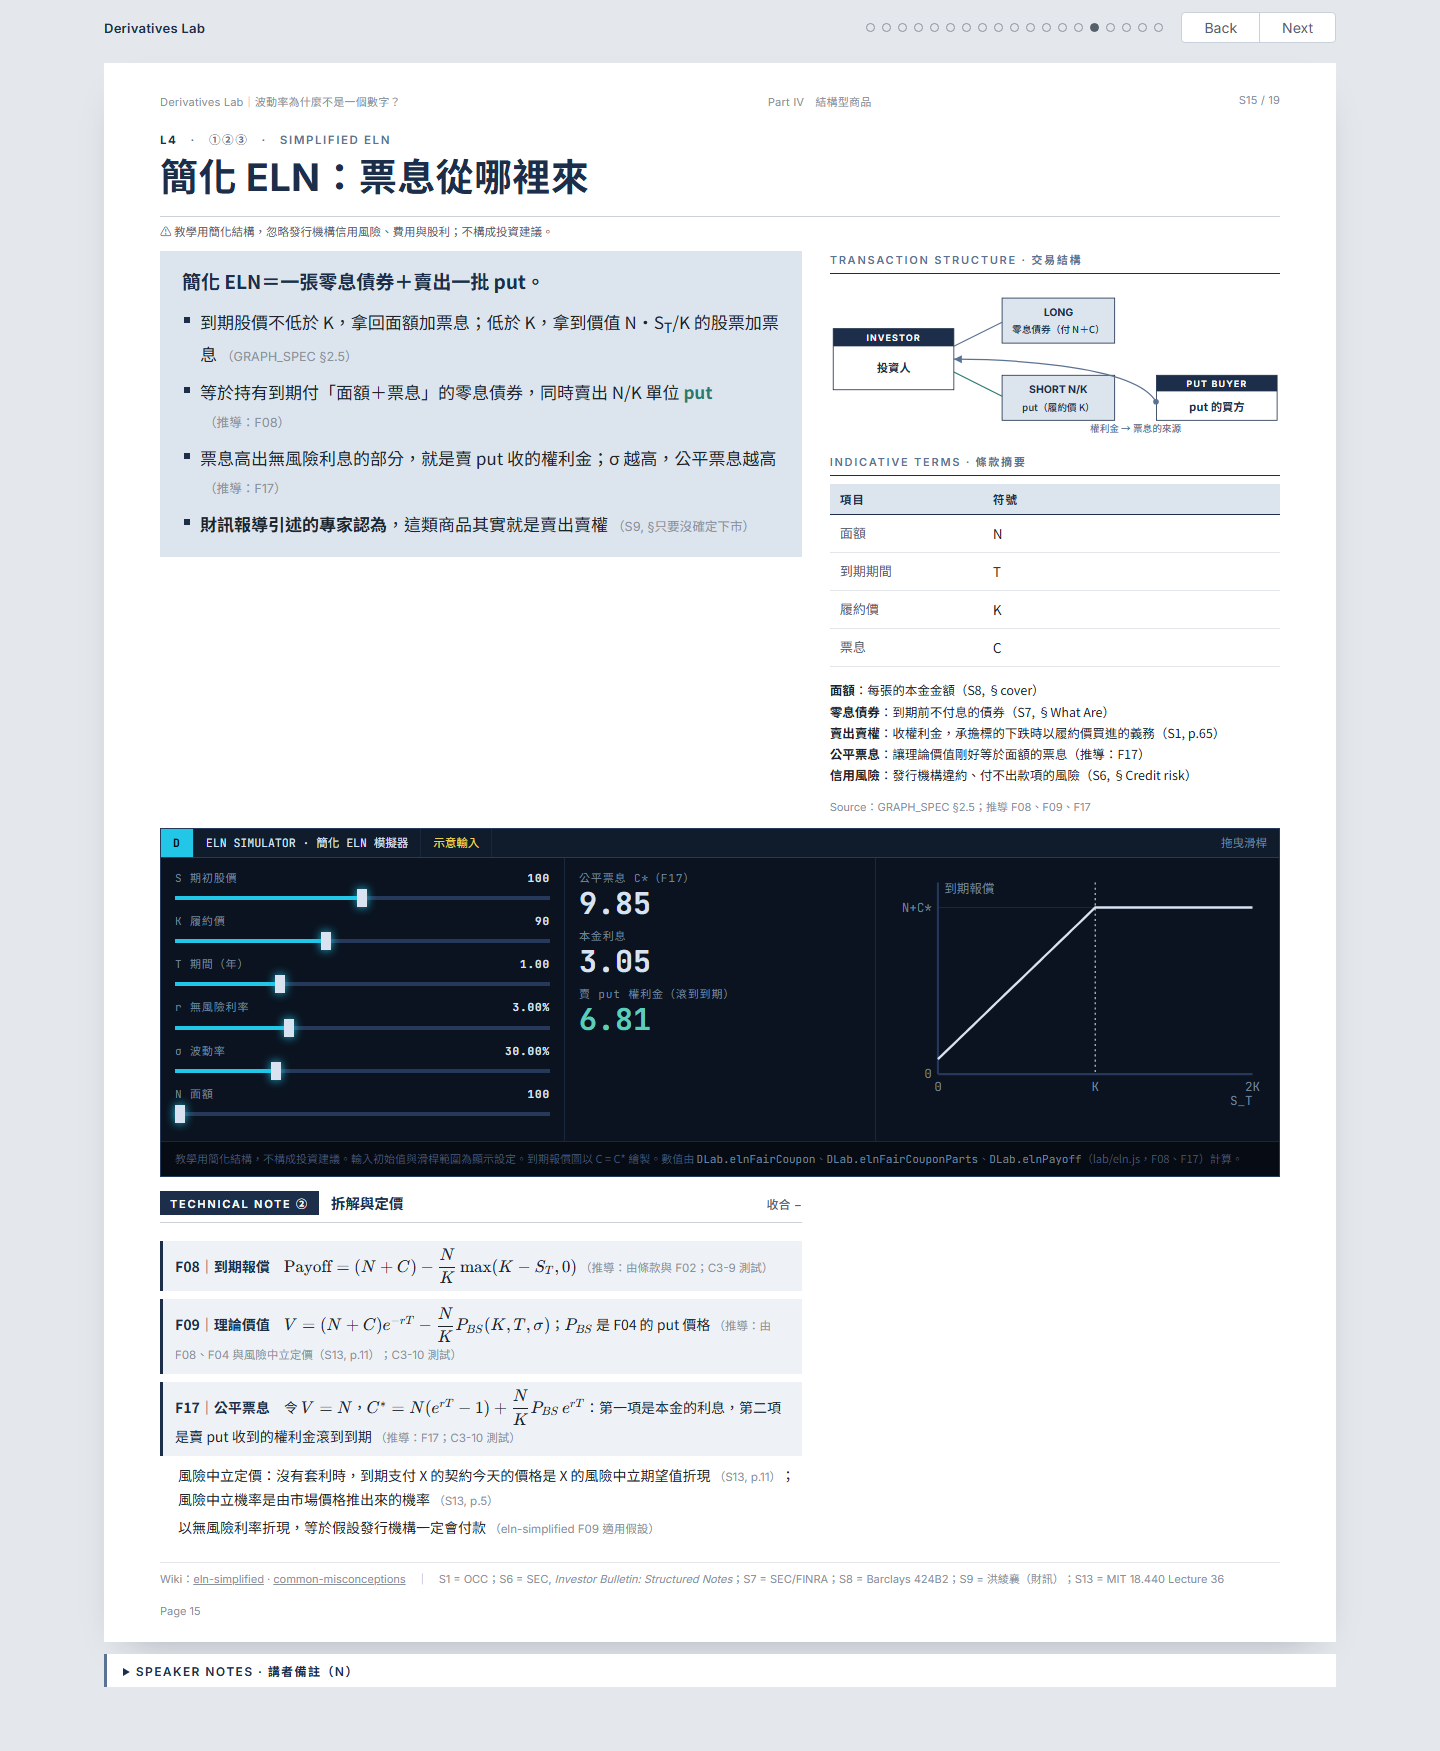 Derivatives Lab
Back
Next
Derivatives Lab｜波動率為什麼不是一個數字？
Part IV　結構型商品
S15 / 19
L4 · ①②③ · SIMPLIFIED ELN
簡化 ELN：票息從哪裡來
⚠ 教學用簡化結構，忽略發行機構信用風險、費用與股利；不構成投資建議。
簡化 ELN＝一張零息債券＋賣出一批 put。
到期股價不低於 K，拿回面額加票息；低於 K，拿到價值 N・S_T/K 的股票加票
息（GRAPH_SPEC §2.5）
等於持有到期付「面額＋票息」的零息債券，同時賣出 N/K 單位 put
（推導：F08）
票息高出無風險利息的部分，就是賣 put 收的權利金；σ 越高，公平票息越高
（推導：F17）
財訊報導引述的專家認為，這類商品其實就是賣出賣權（S9, §只要沒確定下市）
TRANSACTION STRUCTURE · 交易結構
LONG
零息債券（付 N＋C）
INVESTOR
投資人
SHORT N/K
put（履約價 K）
PUT BUYER
put 的買方
權利金 → 票息的來源
INDICATIVE TERMS · 條款摘要
項目 符號
面額 N
到期期間 T
履約價 K
票息 C
面額：每張的本金金額（S8, §cover）
零息債券：到期前不付息的債券（S7, §What Are）
賣出賣權：收權利金，承擔標的下跌時以履約價買進的義務（S1, p.65）
公平票息：讓理論價值剛好等於面額的票息（推導：F17）
信用風險：發行機構違約、付不出款項的風險（S6, §Credit risk）
Source：GRAPH_SPEC §2.5；推導 F08、F09、F17
D
ELN SIMULATOR · 簡化 ELN 模擬器
示意輸入
拖曳滑桿
S 期初股價 100
K 履約價 90
T 期間（年） 1.00
r 無風險利率 3.00%
σ 波動率 30.00%
N 面額 100
公平票息 C*（F17）
9.85
本金利息
3.05
賣 put 權利金（滾到到期）
6.81
到期報償
N+C*
0
0
K
2K
S_T
教學用簡化結構，不構成投資建議。輸入初始值與滑桿範圍為顯示設定。到期報償圖以 C = C* 繪製。數值由 DLab.elnFairCoupon、DLab.elnFairCouponParts、DLab.elnPayoff（lab/eln.js，F08、F17）計算。
TECHNICAL NOTE ②
拆解與定價
收合 −
F08｜到期報償　Payoff = (N + C) − N/K max(K − S_T, 0)（推導：由條款與 F02；C3-9 測試）
F09｜理論價值　V = (N + C)e^{−rT} − N/K P_{BS}(K, T, σ)；P_{BS} 是 F04 的 put 價格（推導：由
F08、F04 與風險中立定價（S13, p.11）；C3-10 測試）
F17｜公平票息　令 V = N，C* = N(e^{rT} − 1) + N/K P_{BS} e^{rT}：第一項是本金的利息，第二項
是賣 put 收到的權利金滾到到期（推導：F17；C3-10 測試）
風險中立定價：沒有套利時，到期支付 X 的契約今天的價格是 X 的風險中立期望值折現（S13, p.11）；
風險中立機率是由市場價格推出來的機率（S13, p.5）
以無風險利率折現，等於假設發行機構一定會付款（eln-simplified F09 適用假設）
Wiki：eln-simplified · common-misconceptions ｜ S1 = OCC；S6 = SEC, Investor Bulletin: Structured Notes；S7 = SEC/FINRA；S8 = Barclays 424B2；S9 = 洪綾襄（財訊）；S13 = MIT 18.440 Lecture 36
Page 15
▶ SPEAKER NOTES · 講者備註（N）